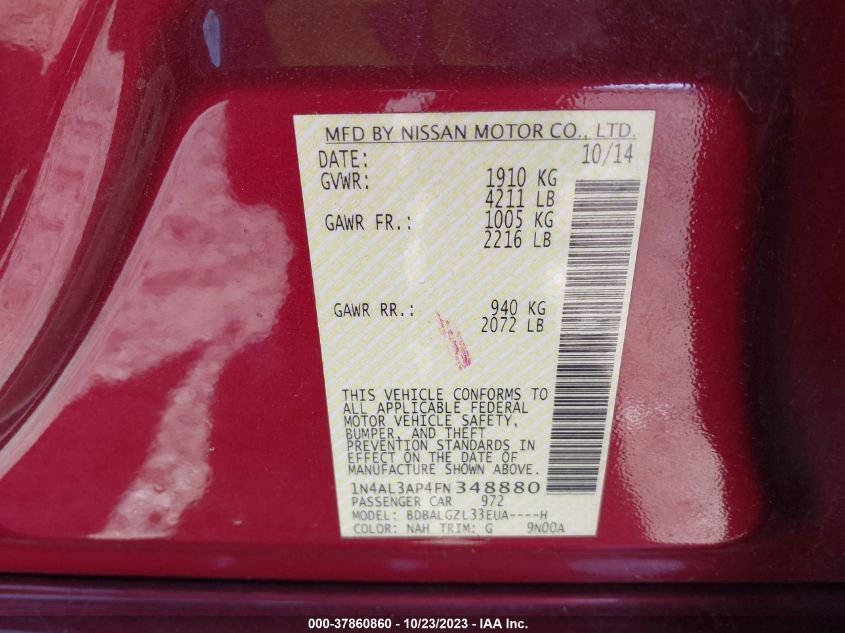 MFD BY NISSAN MOTOR CO., LTD.
DATE: 10/14
GVWR: 1910 KG
4211 LB
GAWR FR.: 1005 KG
2216 LB
GAWR RR.: 940 KG
2072 LB
THIS VEHICLE CONFORMS TO
ALL APPLICABLE FEDERAL
MOTOR VEHICLE SAFETY,
BUMPER, AND THEFT
PREVENTION STANDARDS IN
EFFECT ON THE DATE OF
MANUFACTURE SHOWN ABOVE.
1N4AL3AP4FN348880
PASSENGER CAR 972
MODEL: BDBALGZL33EUA----H
COLOR: NAH TRIM: G 9N00A
000-37860860 - 10/23/2023 - IAA Inc.